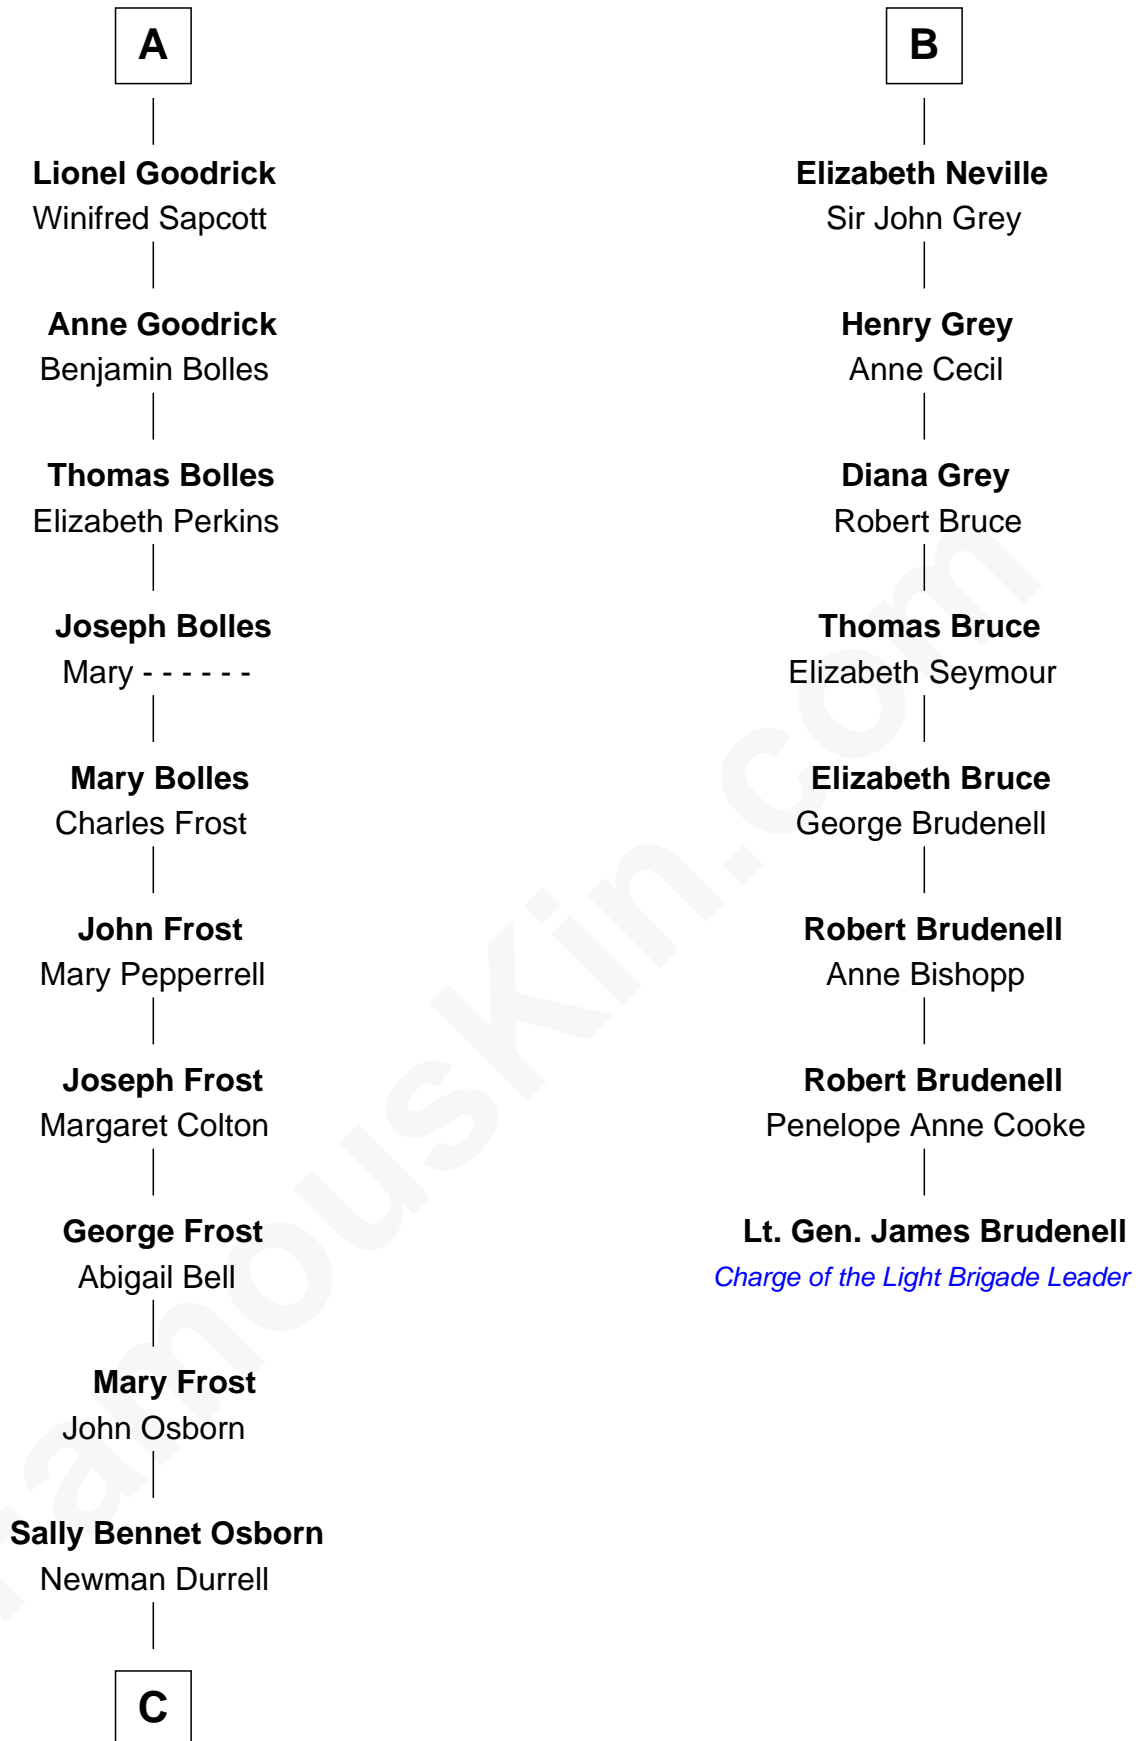 A
Lionel Goodrick
Winifred Sapcott
Anne Goodrick
Benjamin Bolles
Thomas Bolles
Elizabeth Perkins
Joseph Bolles
Mary - - - - - -
Mary Bolles
Charles Frost
John Frost
Mary Pepperrell
Joseph Frost
Margaret Colton
George Frost
Abigail Bell
Mary Frost
John Osborn
Sally Bennet Osborn
Newman Durrell
C
B
Elizabeth Neville
Sir John Grey
Henry Grey
Anne Cecil
Diana Grey
Robert Bruce
Thomas Bruce
Elizabeth Seymour
Elizabeth Bruce
George Brudenell
Robert Brudenell
Anne Bishopp
Robert Brudenell
Penelope Anne Cooke
Lt. Gen. James Brudenell
Charge of the Light Brigade Leader
FamousKin.com